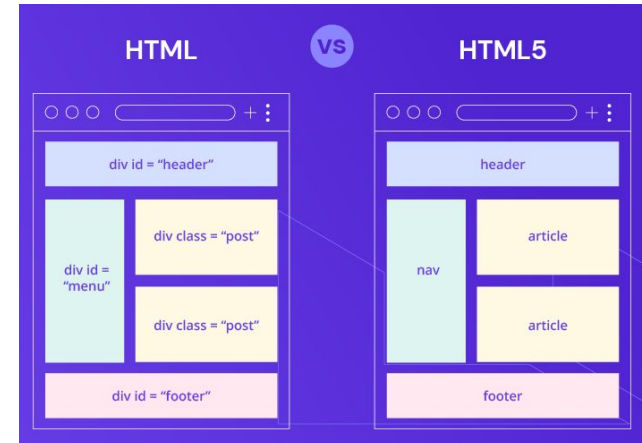 HTML
VS
HTML5
div id = “header”
div id =
“menu”
div class = “post”
div class = “post”
div id = “footer”
header
nav
article
article
footer